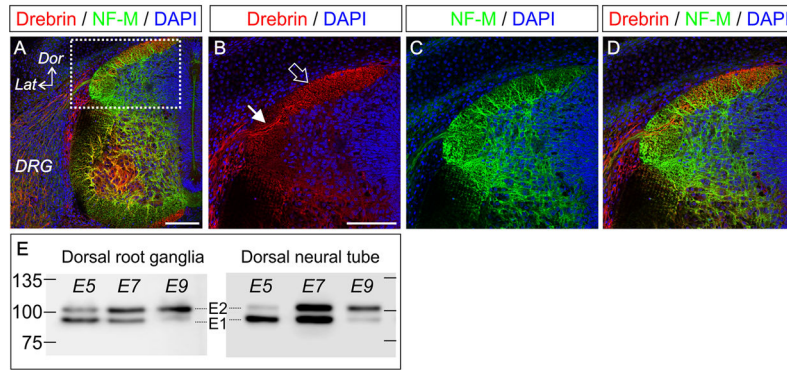 Drebrin / NF-M / DAPI
Drebrin / DAPI
NF-M / DAPI
Drebrin / NF-M / DAPI
A
Dor
Lat
DRG
B
C
D
E
Dorsal root ganglia
Dorsal neural tube
135
100
75
E5 E7 E9
E5 E7 E9
E2
E1